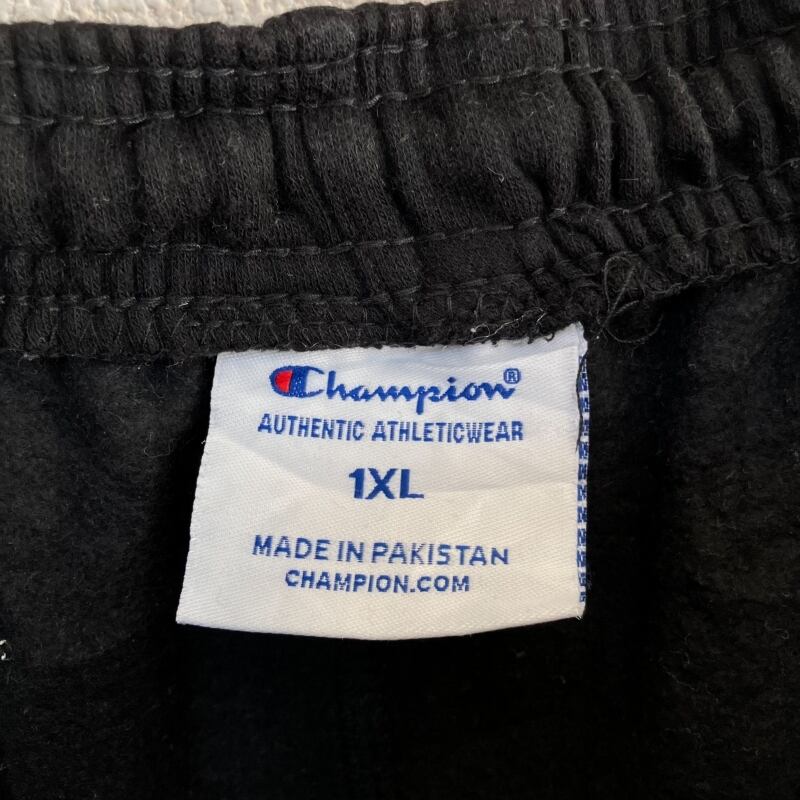 Champion®
AUTHENTIC ATHLETICWEAR
1XL
MADE IN PAKISTAN
CHAMPION.COM